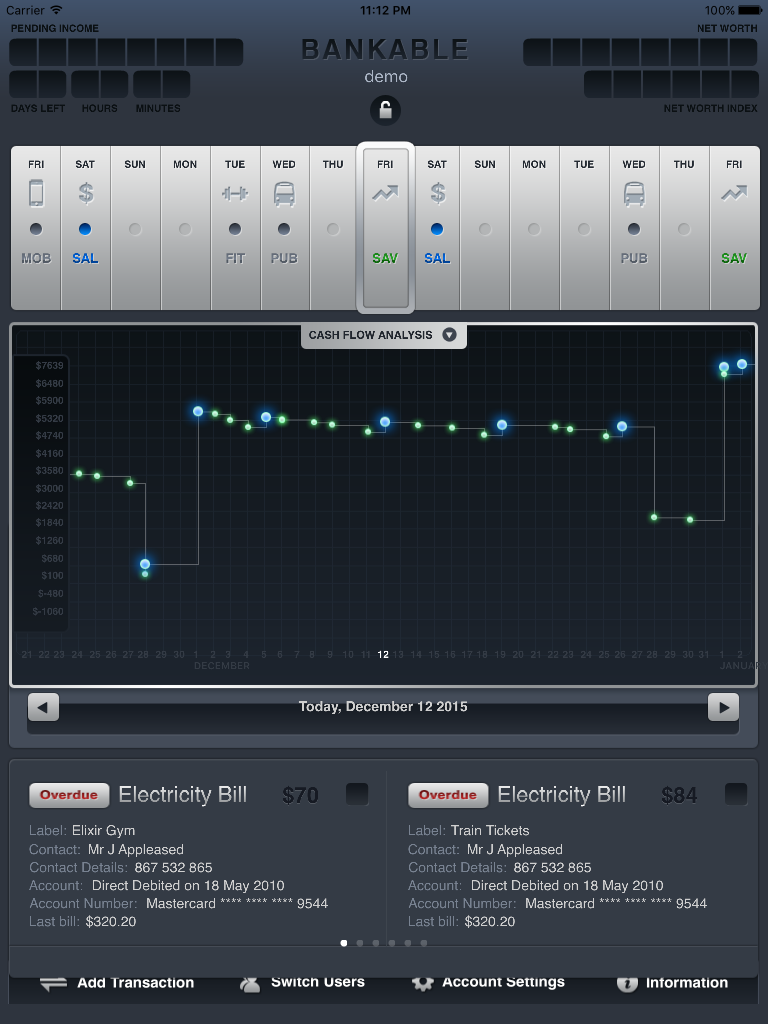 Carrier 11:12 PM 100%
PENDING INCOME NET WORTH
BANKABLE
demo
DAYS LEFT HOURS MINUTES NET WORTH INDEX
FRI SAT SUN MON TUE WED THU FRI SAT SUN MON TUE WED THU FRI
$ $
MOB SAL FIT PUB SAV SAL PUB SAV
CASH FLOW ANALYSIS
$7639
$6480
$5900
$5320
$4740
$4160
$3580
$3000
$2420
$1840
$1260
$680
$100
$-480
$-1060
21 22 23 24 25 26 27 28 29 30 1 2 3 4 5 6 7 8 9 10 11 12 13 14 15 16 17 18 19 20 21 22 23 24 25 26 27 28 29 30 31 1 2
DECEMBER JANUA
Today, December 12 2015
Overdue Electricity Bill $70
Label: Elixir Gym
Contact: Mr J Appleased
Contact Details: 867 532 865
Account: Direct Debited on 18 May 2010
Account Number: Mastercard **** **** **** 9544
Last bill: $320.20
Overdue Electricity Bill $84
Label: Train Tickets
Contact: Mr J Appleased
Contact Details: 867 532 865
Account: Direct Debited on 18 May 2010
Account Number: Mastercard **** **** **** 9544
Last bill: $320.20
Add Transaction Switch Users Account Settings Information